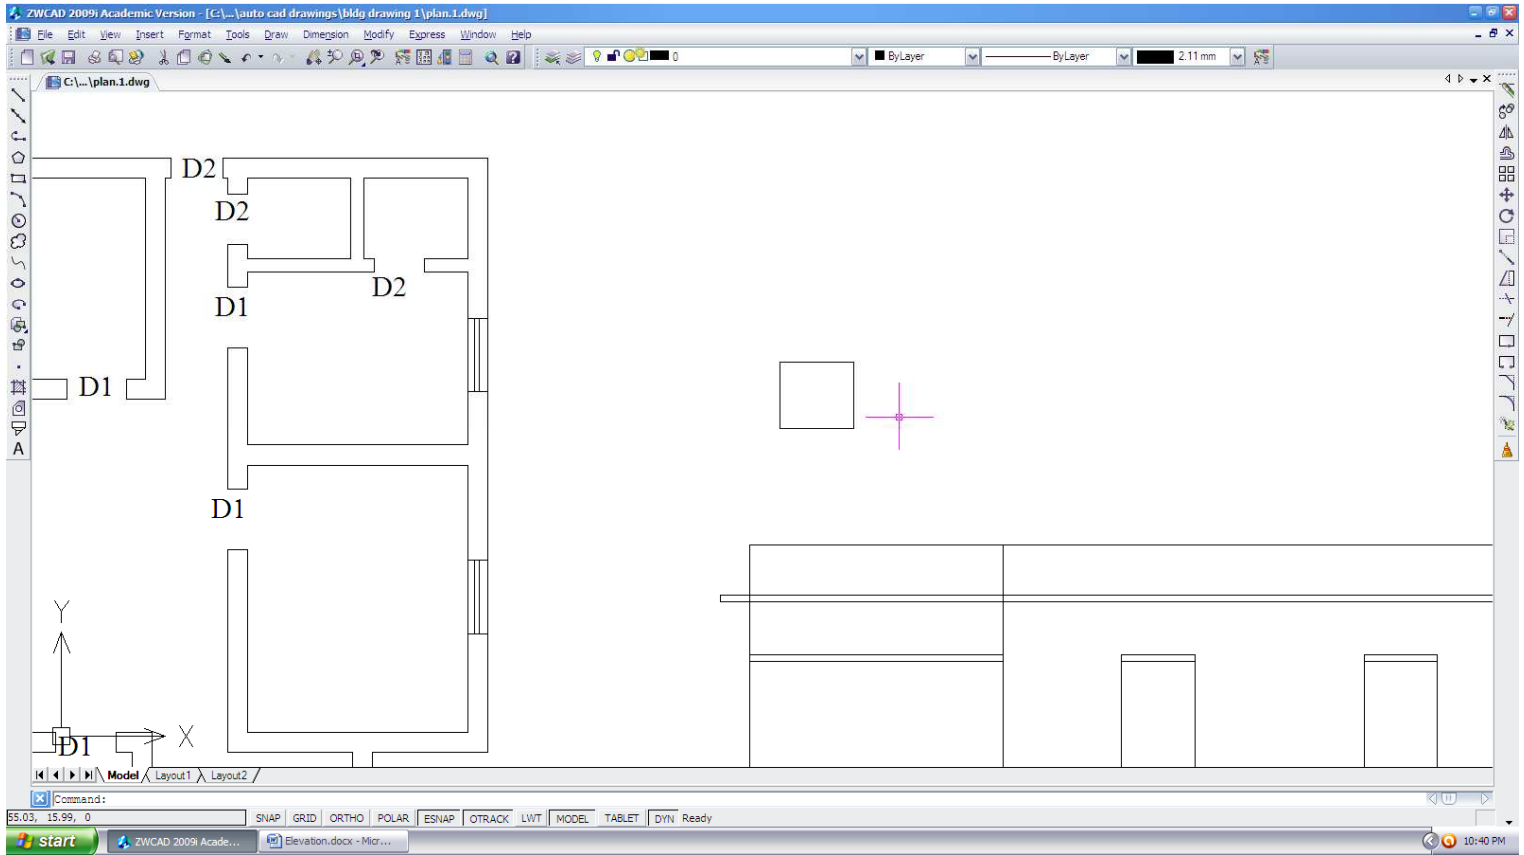 ZWCAD 2009i Academic Version - [C:\...\auto cad drawings\bldg drawing 1\plan.1.dwg]
File Edit View Insert Format Tools Draw Dimension Modify Express Window Help
0 ByLayer ByLayer 2.11 mm
C:\...\plan.1.dwg
D2
D2
D2
D1
D1
D1
Y
X
D1
Model Layout1 Layout2
Command:
55.03, 15.99, 0 SNAP GRID ORTHO POLAR ESNAP OTRACK LWT MODEL TABLET DYN Ready
start ZWCAD 2009i Acade... Elevation.docx - Micr... 10:40 PM